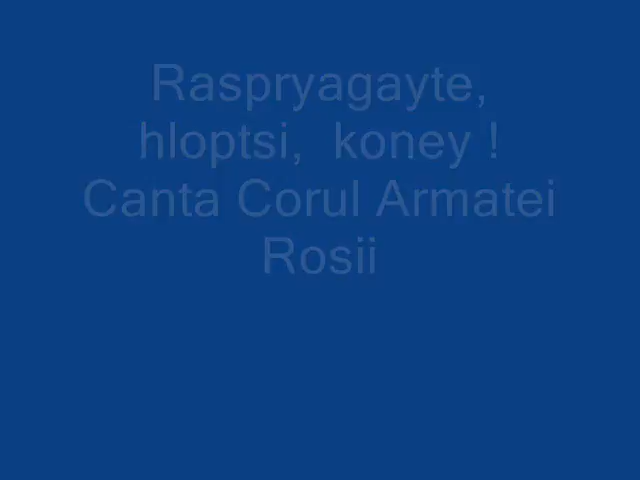 Raspryagayte,
hloptsi,  koney !
Canta Corul Armatei
Rosii